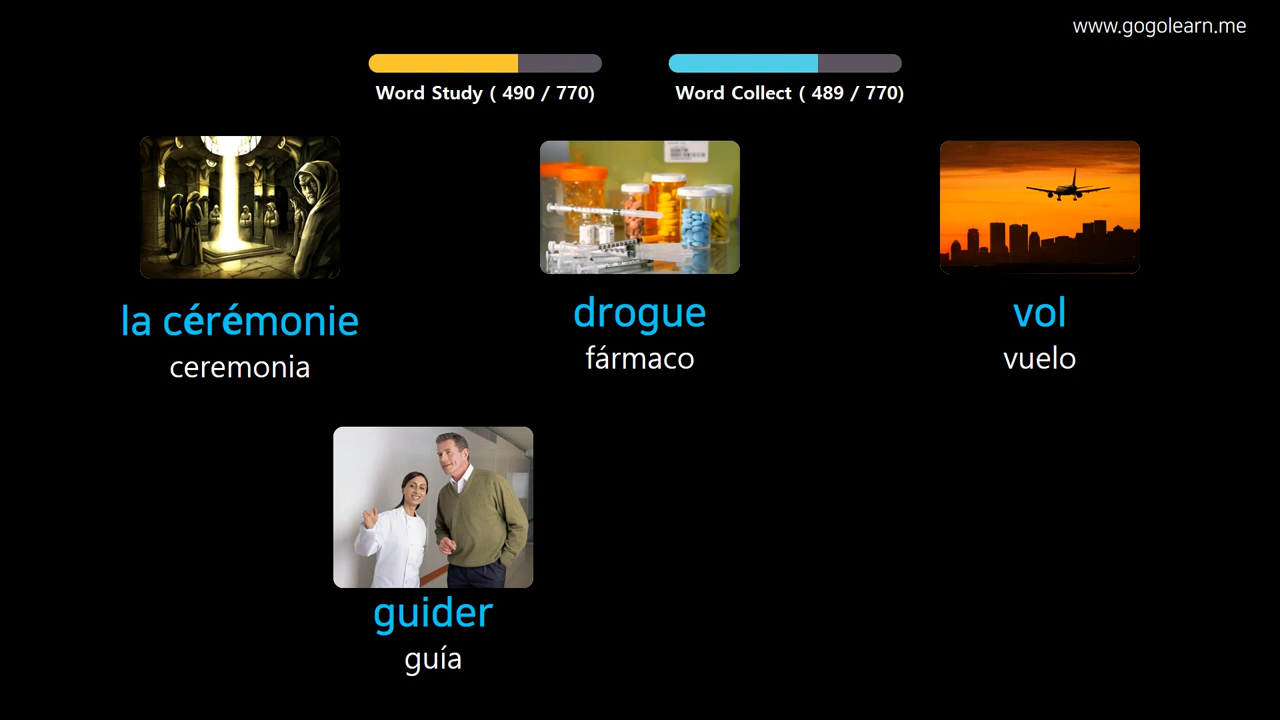 www.gogolearn.me
Word Study ( 490 / 770)
Word Collect ( 489 / 770)
la cérémonie
ceremonia
drogue
fármaco
vol
vuelo
guider
guía